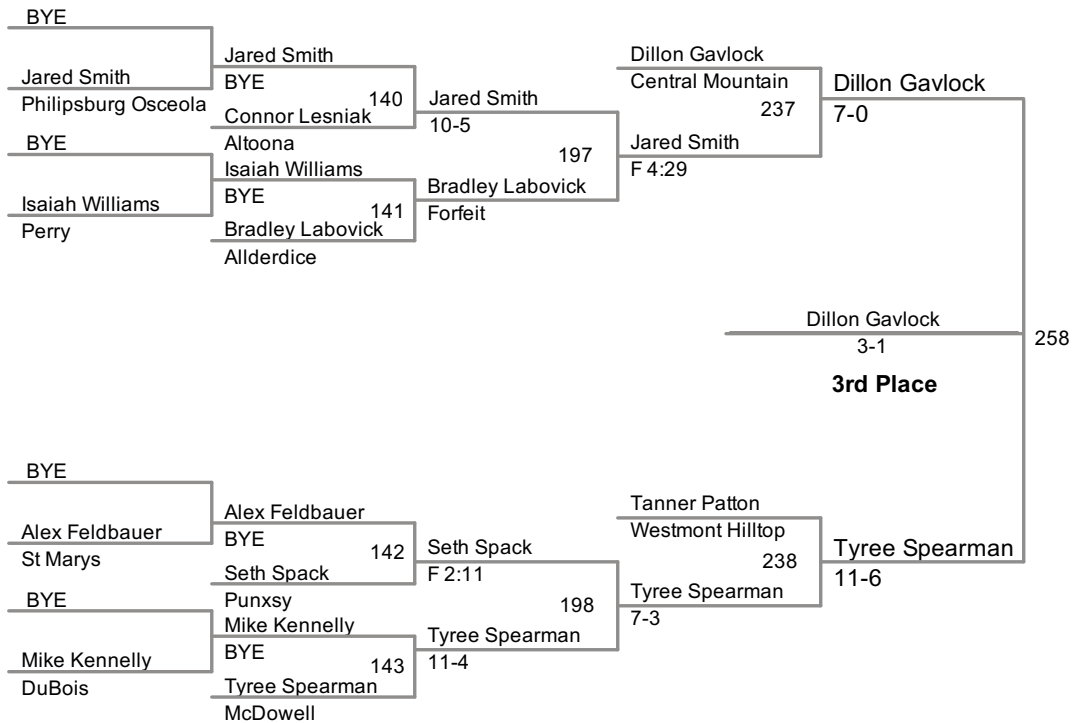 BYE
Jared Smith
Philipsburg Osceola
BYE
Isaiah Williams
Perry
Jared Smith
BYE
140
Connor Lesniak
Altoona
Isaiah Williams
BYE
141
Bradley Labovick
Allderdice
Jared Smith
10-5
197
Bradley Labovick
Forfeit
Dillon Gavlock
Central Mountain
237
Jared Smith
F 4:29
Dillon Gavlock
7-0
Dillon Gavlock
3-1
3rd Place
258
BYE
Alex Feldbauer
St Marys
BYE
Mike Kennelly
DuBois
Alex Feldbauer
BYE
142
Seth Spack
Punxsy
Mike Kennelly
BYE
143
Tyree Spearman
McDowell
Seth Spack
F 2:11
198
Tyree Spearman
11-4
Tanner Patton
Westmont Hilltop
238
Tyree Spearman
7-3
Tyree Spearman
11-6